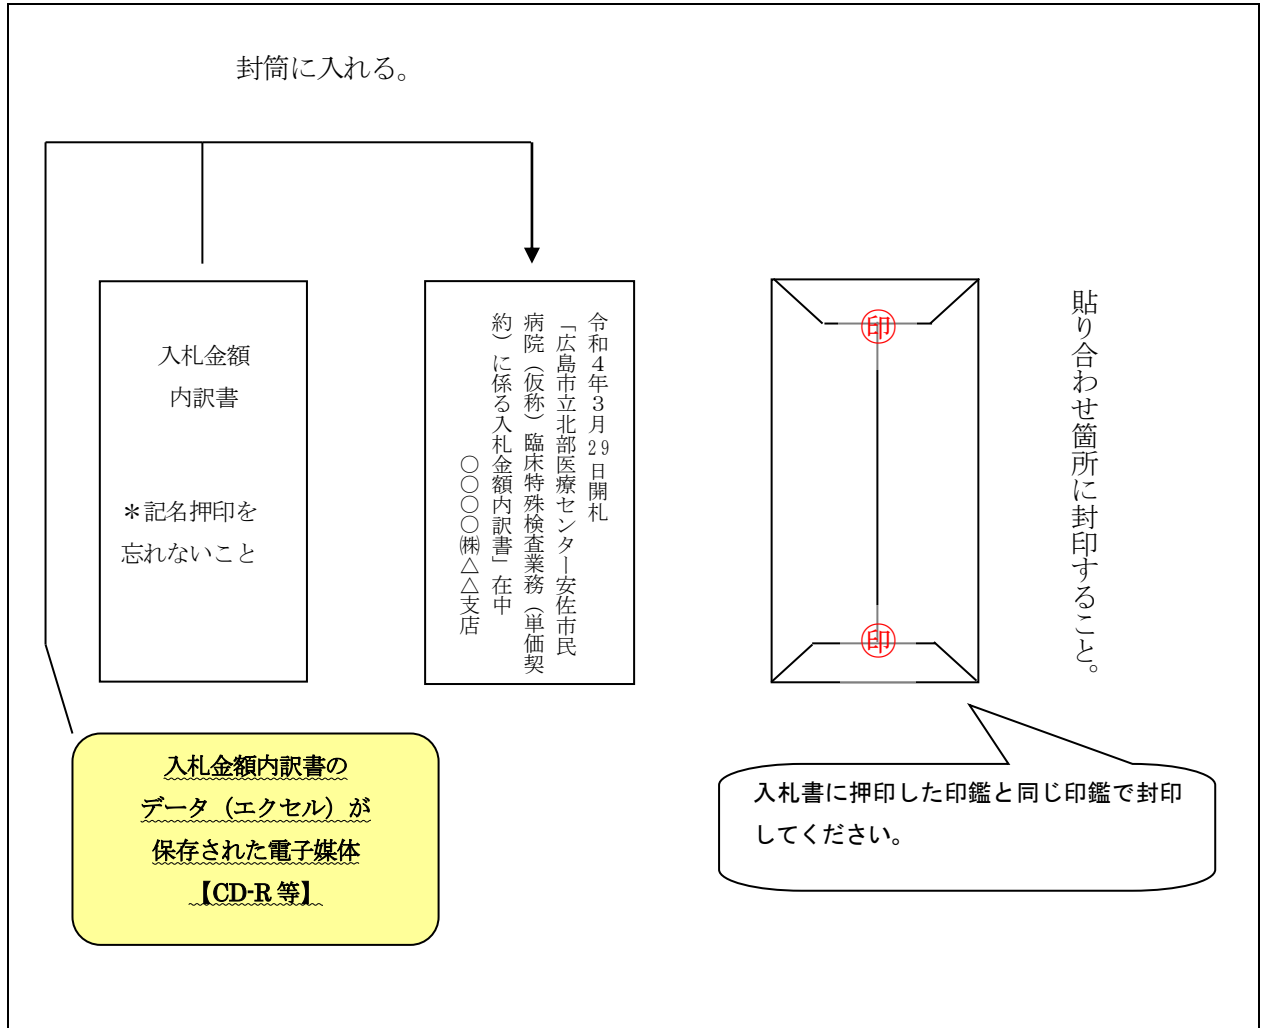 封筒に入れる。
入札金額
内訳書
＊記名押印を
忘れないこと
令和４年３月29日開札
「広島市立北部医療センター安佐市民
病院（仮称）臨床特殊検査業務（単価契
約）に係る入札金額内訳書」在中
○○○○㈱△△支店
印
印
貼り合わせ箇所に封印すること。
入札金額内訳書の
データ（エクセル）が
保存された電子媒体
【CD-R 等】
入札書に押印した印鑑と同じ印鑑で封印
してください。